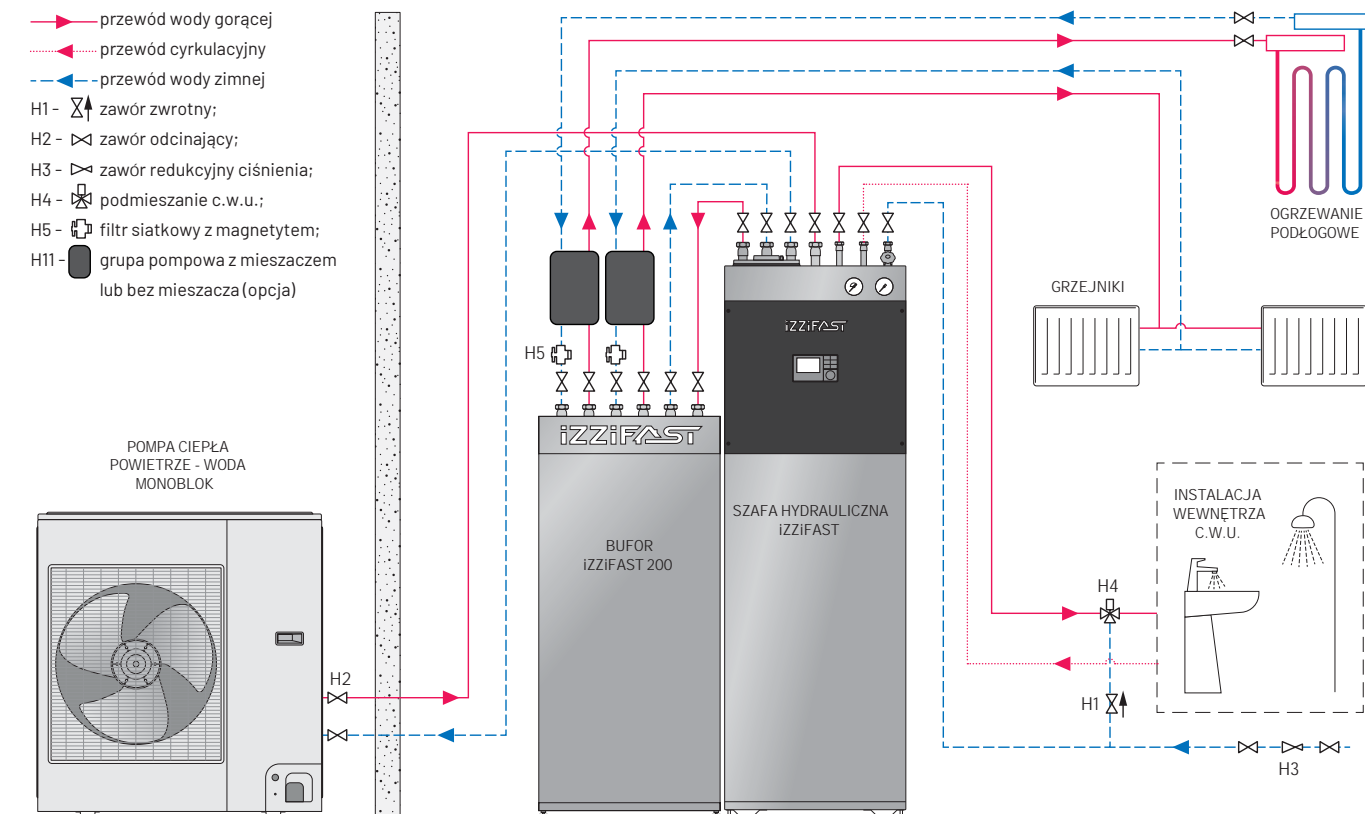 przewód wody gorącej
przewód cyrkulacyjny
przewód wody zimnej
H1 - zawór zwrotny;
H2 - zawór odcinający;
H3 - zawór redukcyjny ciśnienia;
H4 - podmieszanie c.w.u.;
H5 - filtr siatkowy z magnetytem;
H11 - grupa pompowa z mieszaczem
lub bez mieszacza (opcja)
OGRZEWANIE
PODŁOGOWE
GRZEJNIKI
iZZiFAST
H5
iZZiFAST
POMPA CIEPŁA
POWIETRZE - WODA
MONOBLOK
SZAFA HYDRAULICZNA
iZZiFAST
BUFOR
iZZiFAST 200
INSTALACJA
WEWNĘTRZA
C.W.U.
H4
H2
H1
H3